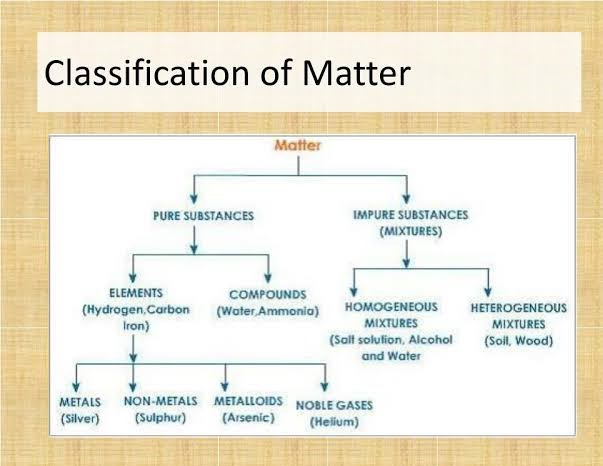 Classification of Matter
Matter
PURE SUBSTANCES
IMPURE SUBSTANCES
(MIXTURES)
ELEMENTS
(Hydrogen,Carbon
Iron)
COMPOUNDS
(Water,Ammonia)
HOMOGENEOUS
MIXTURES
(Salt solution, Alcohol
and Water
HETEROGENEOUS
MIXTURES
(Soil, Wood)
METALS
(Silver)
NON-METALS
(Sulphur)
METALLOIDS
(Arsenic)
NOBLE GASES
(Helium)